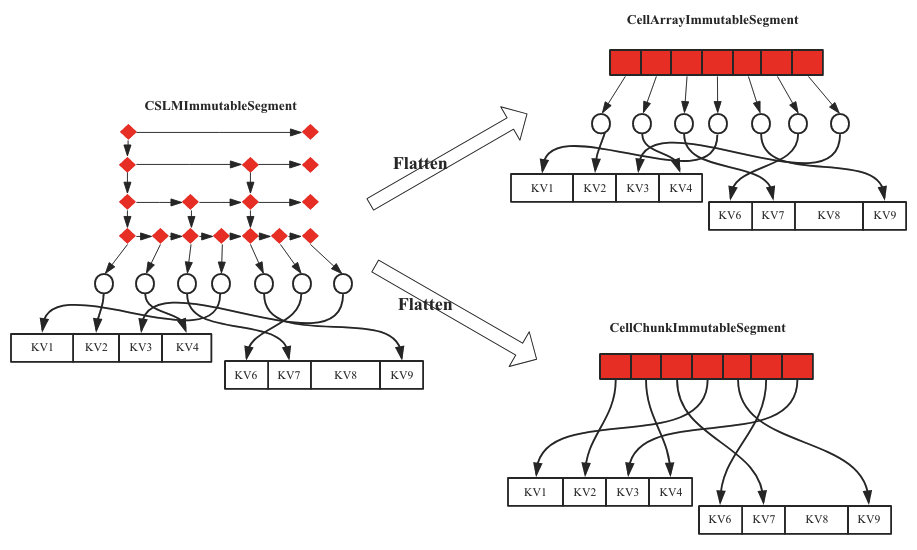 CellArrayImmutableSegment
CSLMImmutableSegment
Flatten
KV1 KV2 KV3 KV4
KV6 KV7 KV8 KV9
Flatten
KV1 KV2 KV3 KV4
KV6 KV7 KV8 KV9
CellChunkImmutableSegment
KV1 KV2 KV3 KV4
KV6 KV7 KV8 KV9